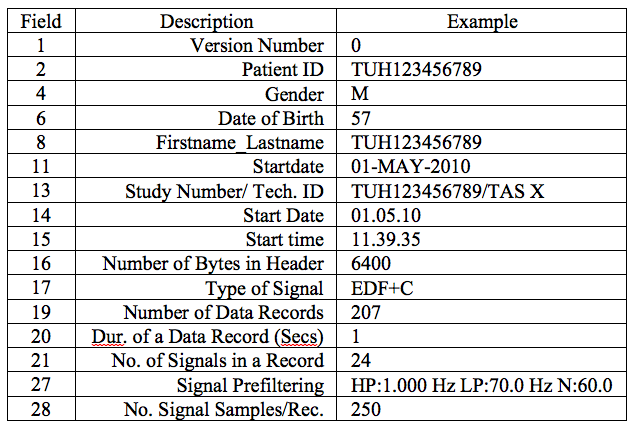 Field Description Example
1 Version Number 0
2 Patient ID TUH123456789
4 Gender M
6 Date of Birth 57
8 Firstname_Lastname TUH123456789
11 Startdate 01-MAY-2010
13 Study Number/ Tech. ID TUH123456789/TAS X
14 Start Date 01.05.10
15 Start time 11.39.35
16 Number of Bytes in Header 6400
17 Type of Signal EDF+C
19 Number of Data Records 207
20 Dur. of a Data Record (Secs) 1
21 No. of Signals in a Record 24
27 Signal Prefiltering HP:1.000 Hz LP:70.0 Hz N:60.0
28 No. Signal Samples/Rec. 250